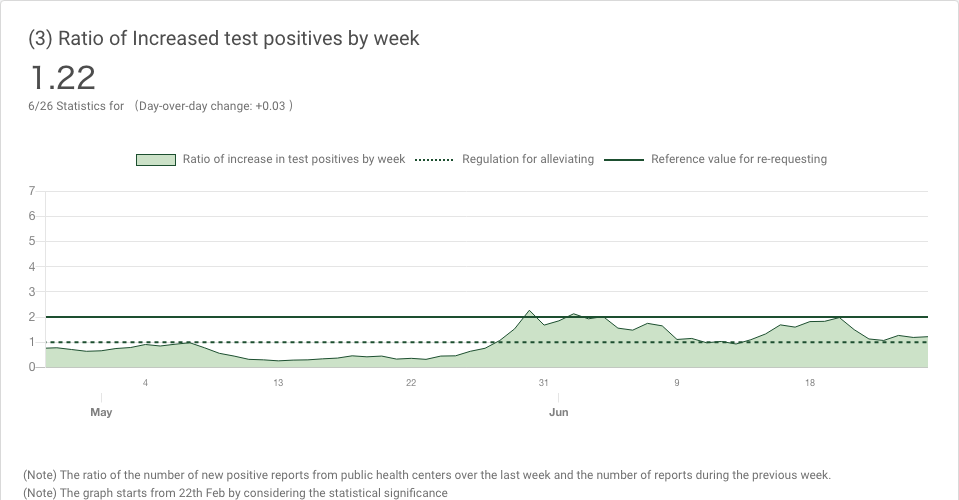 (3) Ratio of Increased test positives by week
1.22
6/26 Statistics for （Day-over-day change: +0.03 ）
Ratio of increase in test positives by week Regulation for alleviating Reference value for re-requesting
7
6
5
4
3
2
1
0
4 13 22 31 9 18
May Jun
(Note) The ratio of the number of new positive reports from public health centers over the last week and the number of reports during the previous week.
(Note) The graph starts from 22th Feb by considering the statistical significance